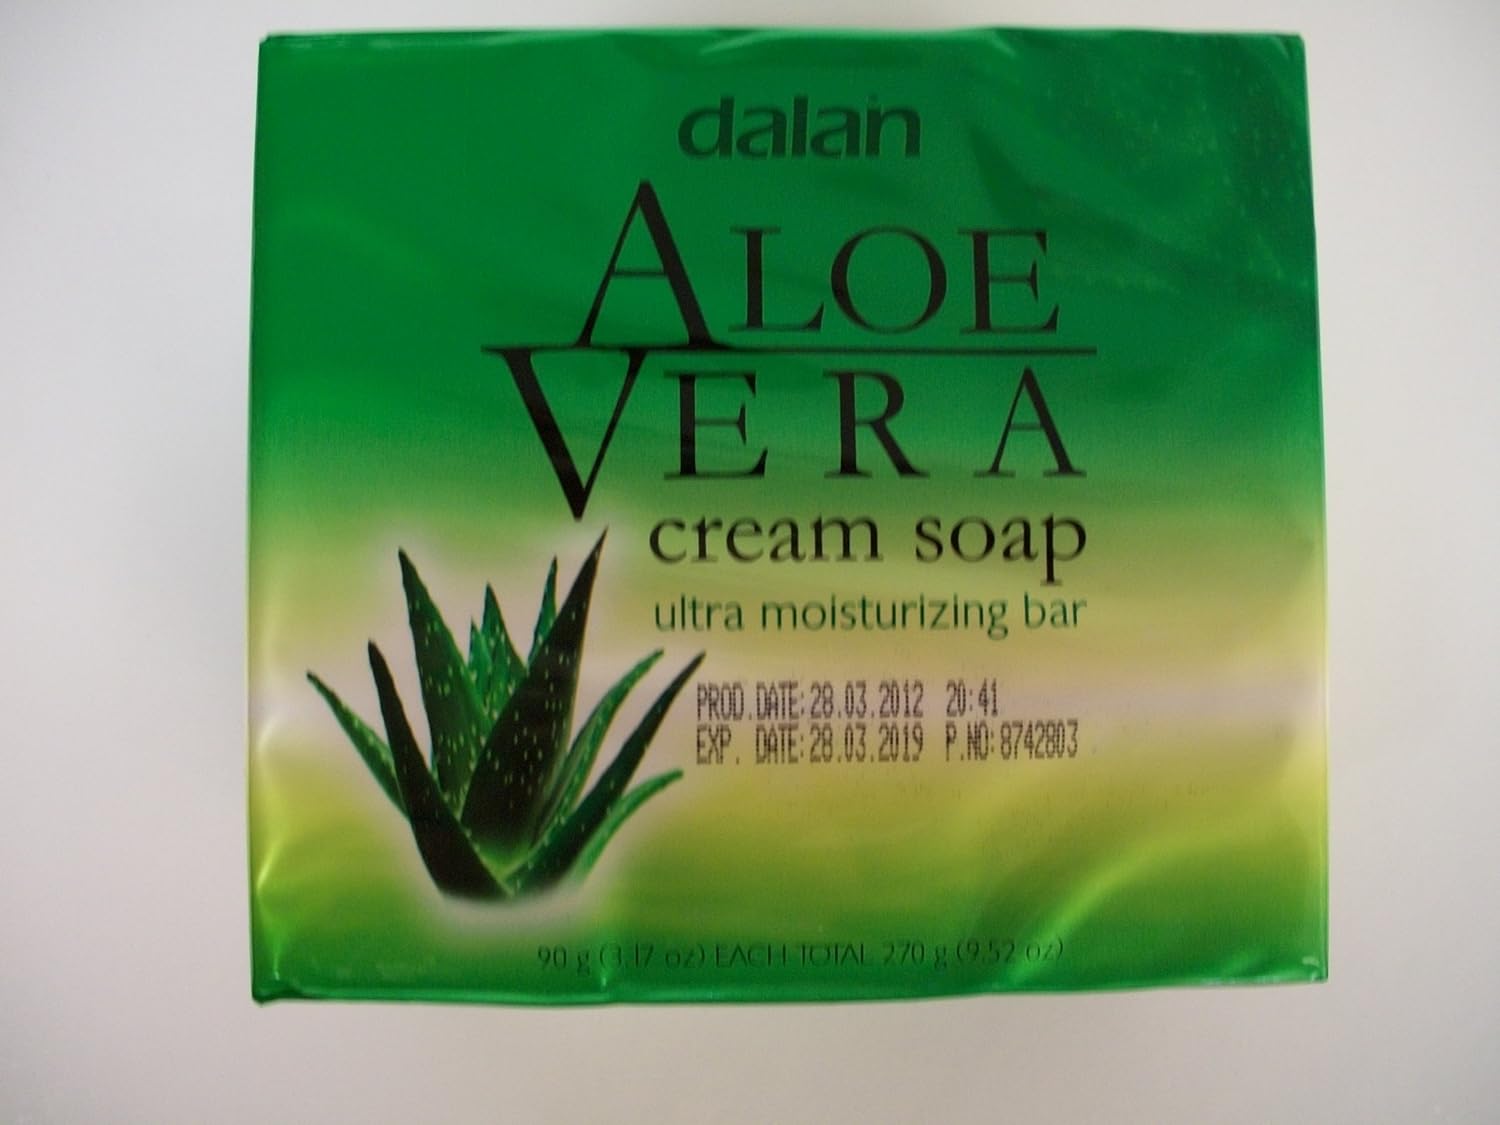 dalan
ALOE
VERA
cream soap
ultra moisturizing bar
PROD.DATE:28.03.2012 20:41
EXP. DATE:28.03.2019 P.NO:8742803
90 g (3.17 oz) EACH TOTAL 270 g (9.52 oz)